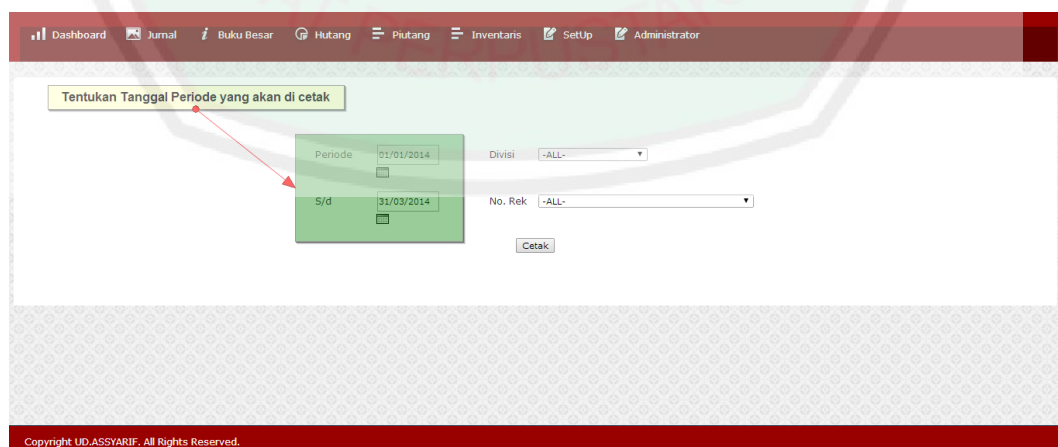 Dashboard Jurnal Buku Besar Hutang Piutang Inventaris SetUp Administrator
Tentukan Tanggal Periode yang akan di cetak
Periode 01/01/2014 Divisi -ALL-
S/d 31/03/2014 No. Rek -ALL-
Cetak
Copyright UD.ASSYARIF. All Rights Reserved.